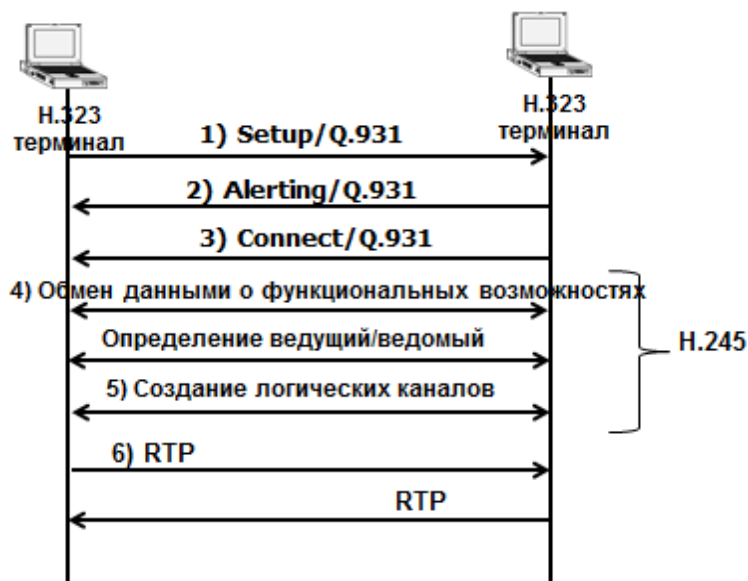 H.323
терминал
H.323
терминал
1) Setup/Q.931
2) Alerting/Q.931
3) Connect/Q.931
4) Обмен данными о функциональных возможностях
Определение ведущий/ведомый
H.245
5) Создание логических каналов
6) RTP
RTP